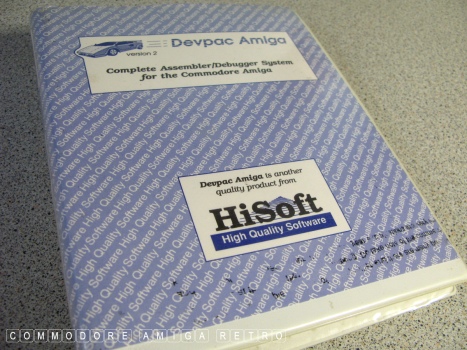 Devpac Amiga
version 2
Complete Assembler/Debugger System
for the Commodore Amiga
Devpac Amiga is another
quality product from
HiSoft
High Quality Software
COMMODORE AMIGA RETRO